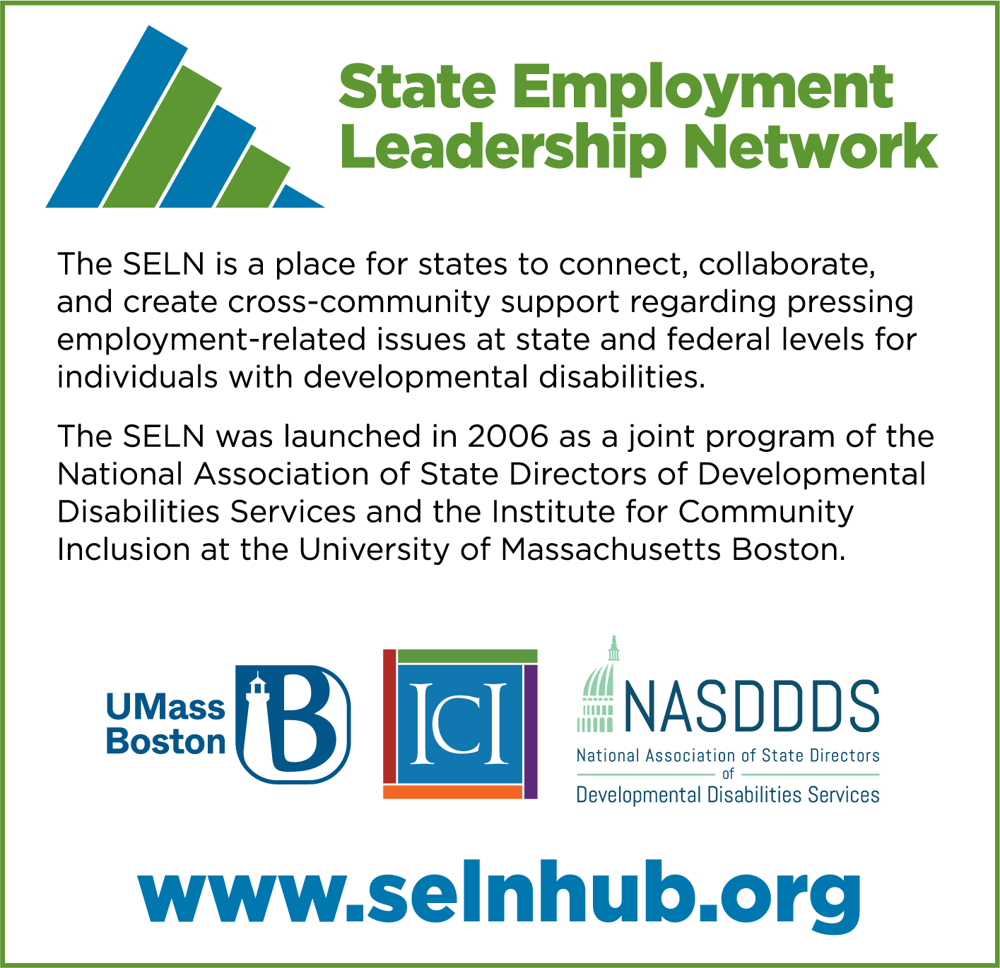 State Employment
Leadership Network
The SELN is a place for states to connect, collaborate,
and create cross-community support regarding pressing
employment-related issues at state and federal levels for
individuals with developmental disabilities.
The SELN was launched in 2006 as a joint program of the
National Association of State Directors of Developmental
Disabilities Services and the Institute for Community
Inclusion at the University of Massachusetts Boston.
UMass
Boston
B
ICI
NASDDDS
National Association of State Directors
of
Developmental Disabilities Services
www.selnhub.org